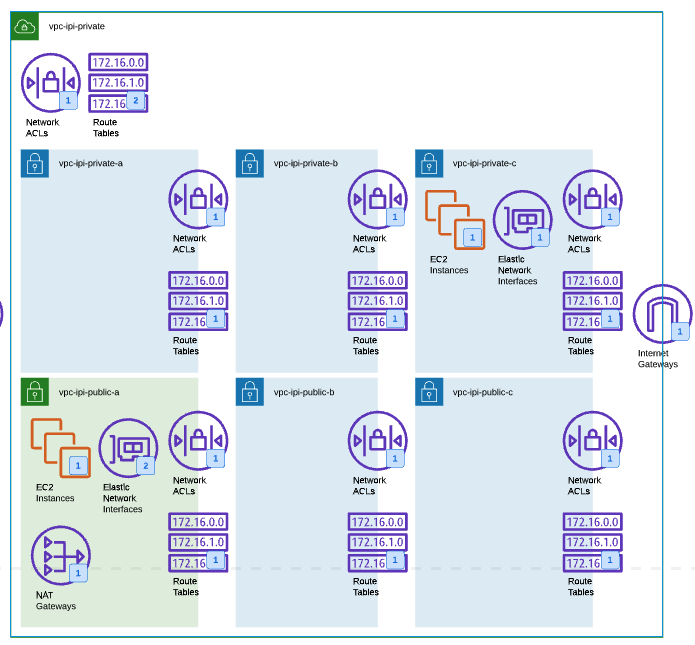 vpc-ipi-private
172.16.0.0
172.16.1.0
172.16
1
2
Network
ACLs
Route
Tables
vpc-ipi-private-a
1
Network
ACLs
172.16.0.0
172.16.1.0
172.16
1
Route
Tables
vpc-ipi-private-b
1
Network
ACLs
172.16.0.0
172.16.1.0
172.16
1
Route
Tables
vpc-ipi-private-c
1
EC2
Instances
1
Elastic
Network
Interfaces
1
Network
ACLs
172.16.0.0
172.16.1.0
172.16
1
Route
Tables
1
Internet
Gateways
vpc-ipi-public-a
1
EC2
Instances
2
Elastic
Network
Interfaces
1
Network
ACLs
1
NAT
Gateways
172.16.0.0
172.16.1.0
172.16
1
Route
Tables
vpc-ipi-public-b
1
Network
ACLs
172.16.0.0
172.16.1.0
172.16
1
Route
Tables
vpc-ipi-public-c
1
Network
ACLs
172.16.0.0
172.16.1.0
172.16
1
Route
Tables